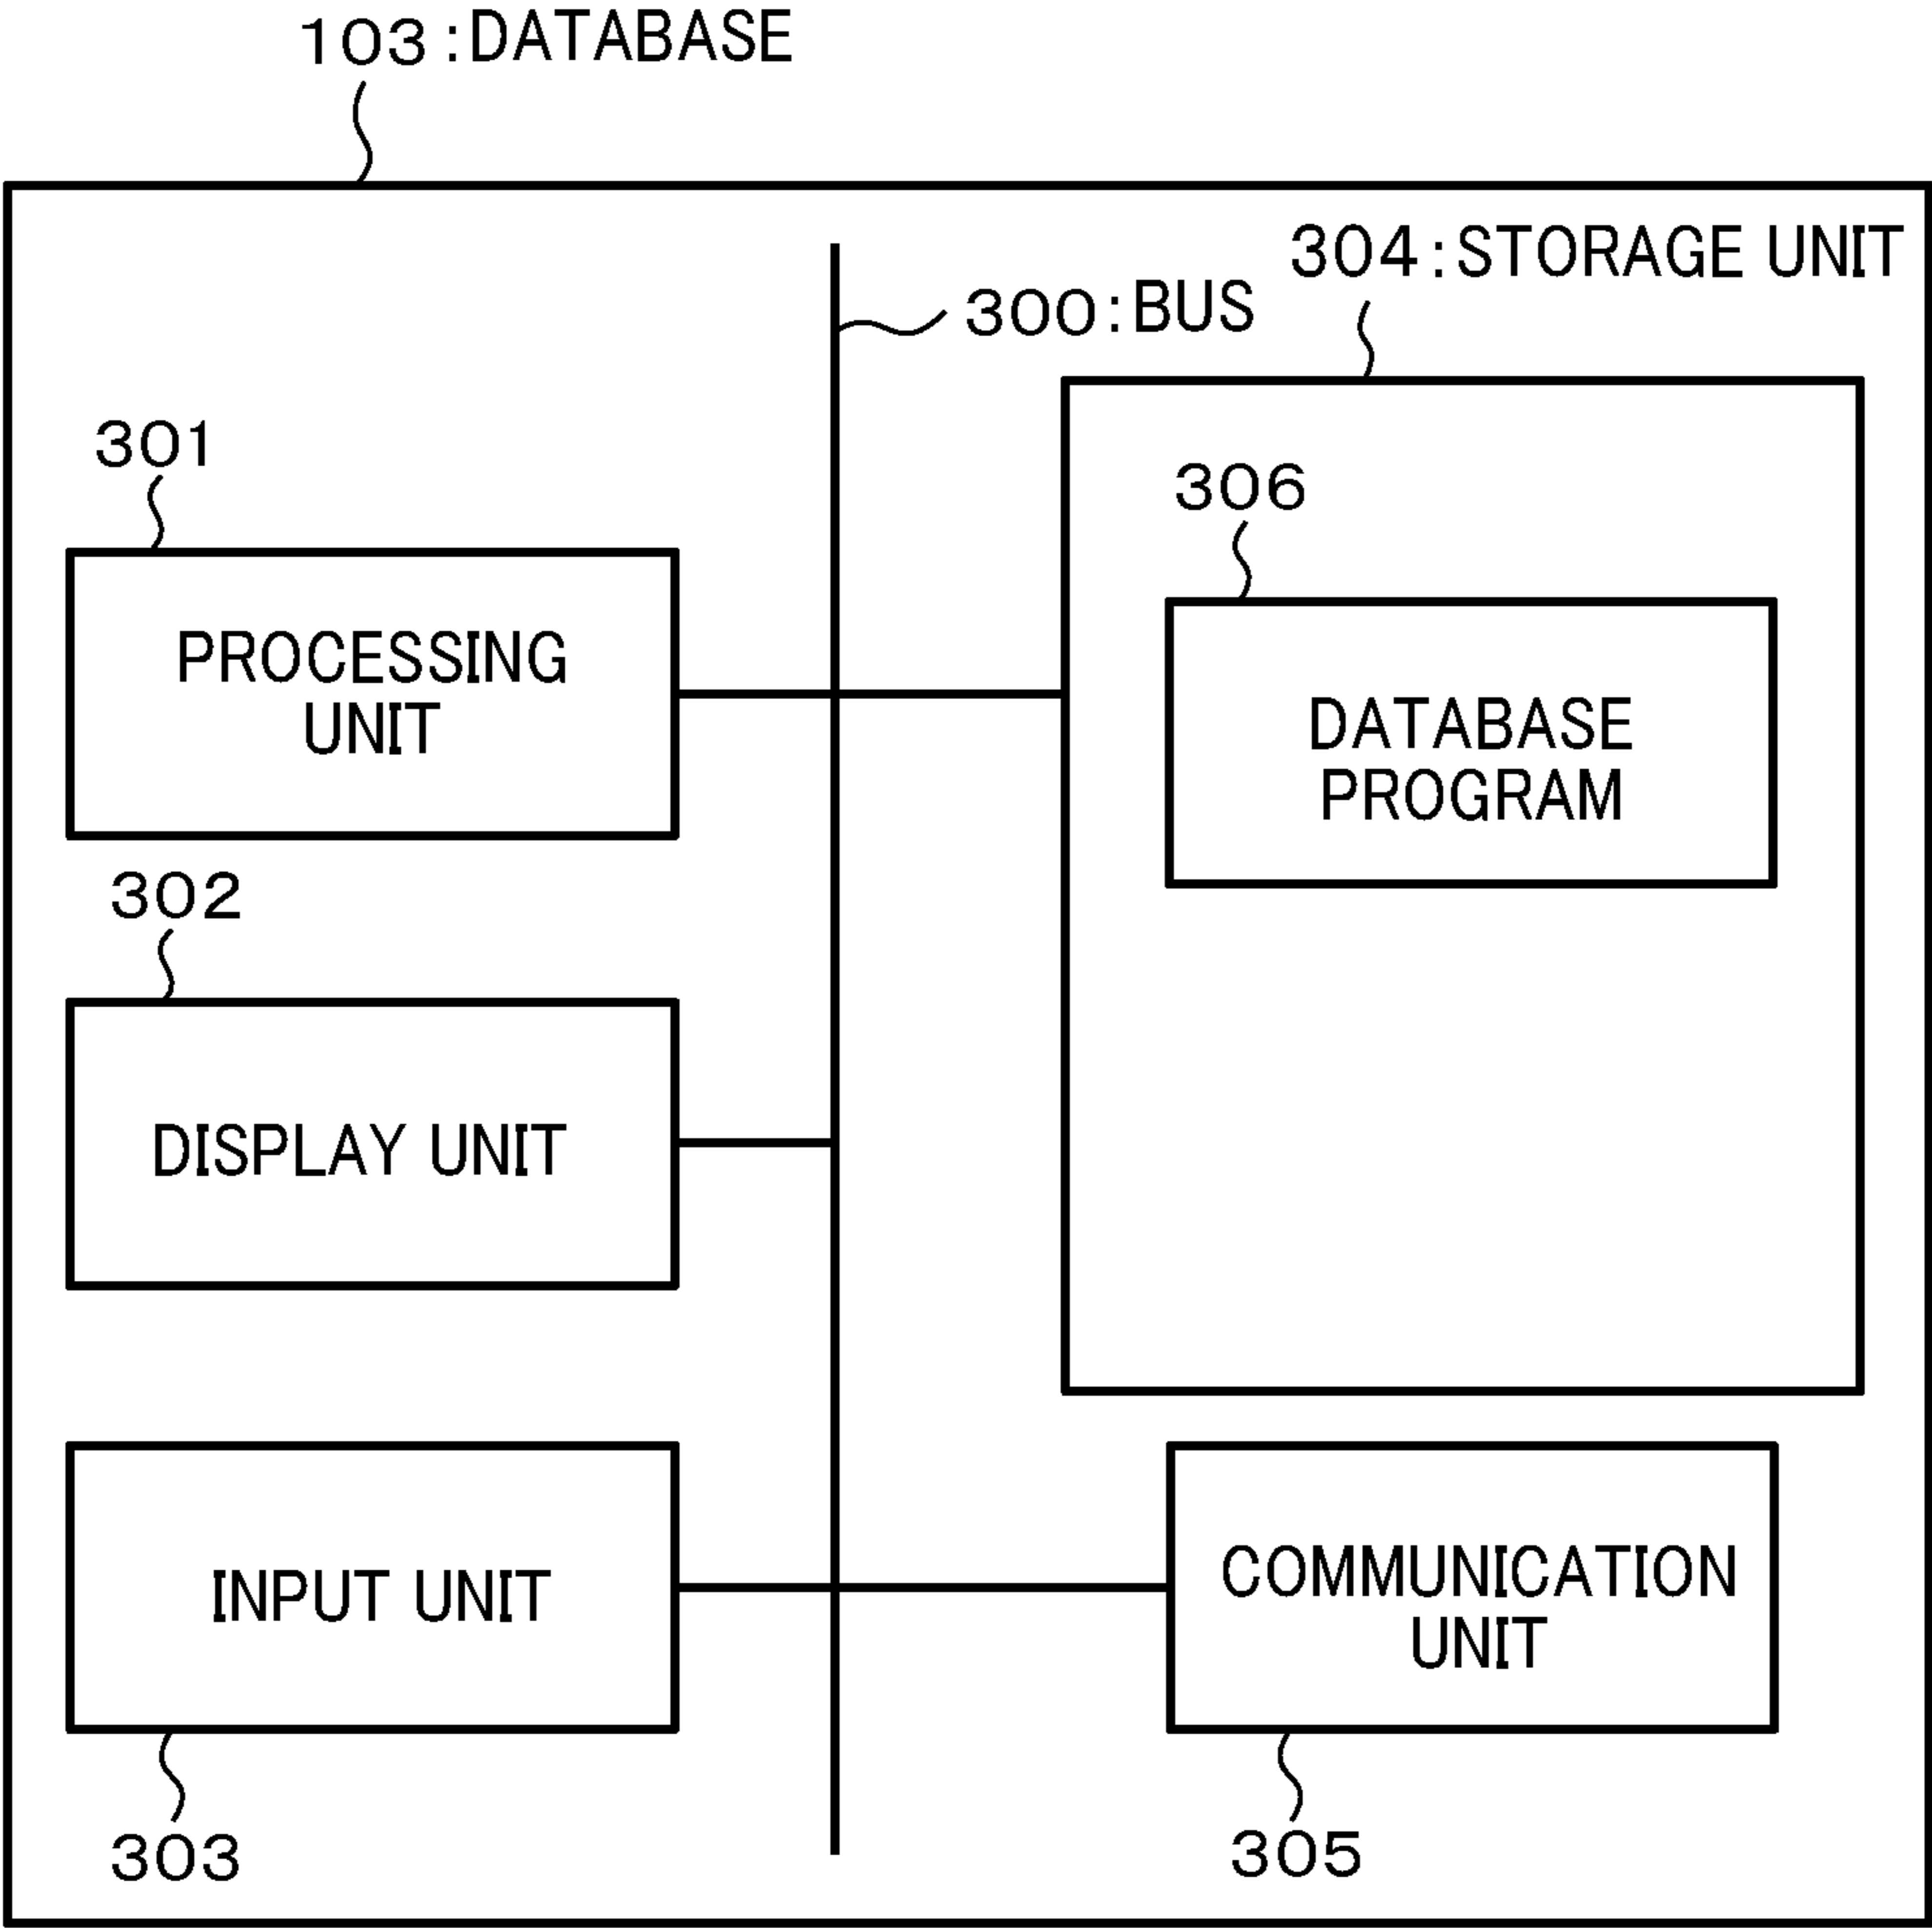 103:DATABASE
304:STORAGE UNIT
300:BUS
301
306
PROCESSING
UNIT
DATABASE
PROGRAM
302
DISPLAY UNIT
INPUT UNIT
COMMUNICATION
UNIT
303
305